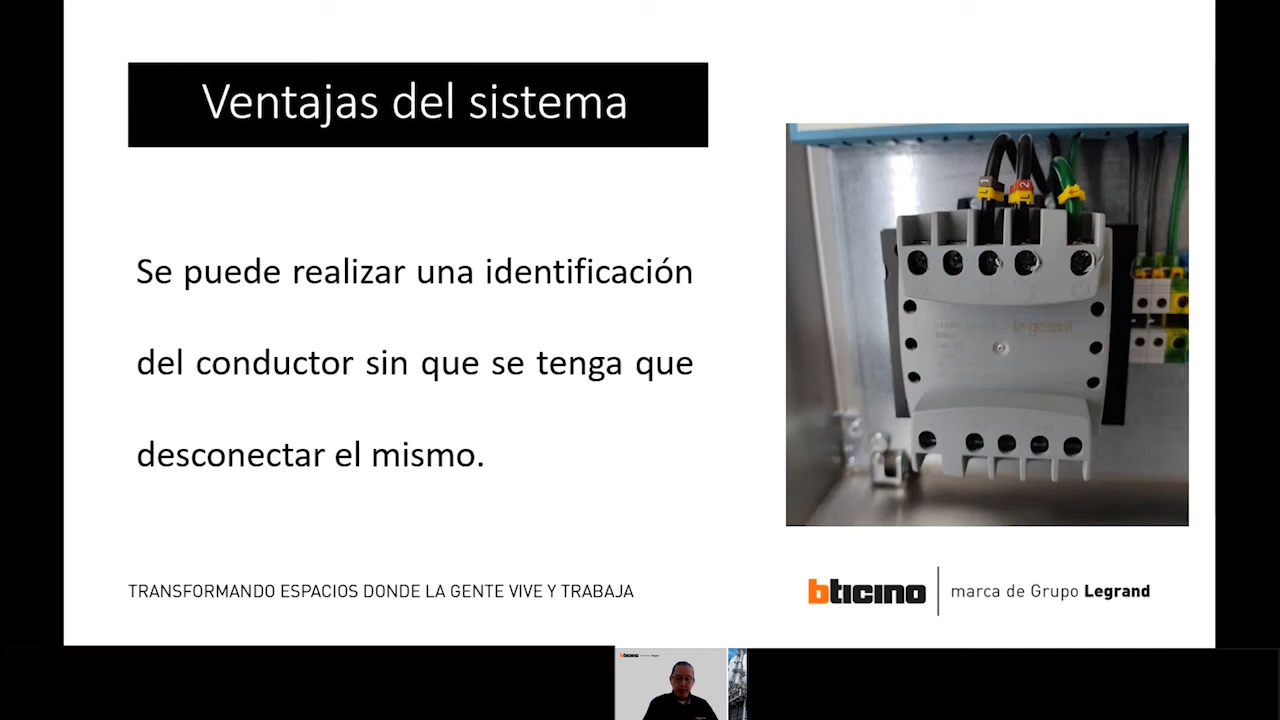 Ventajas del sistema
Se puede realizar una identificación
del conductor sin que se tenga que
desconectar el mismo.
TRANSFORMANDO ESPACIOS DONDE LA GENTE VIVE Y TRABAJA
bticino marca de Grupo Legrand
bticino